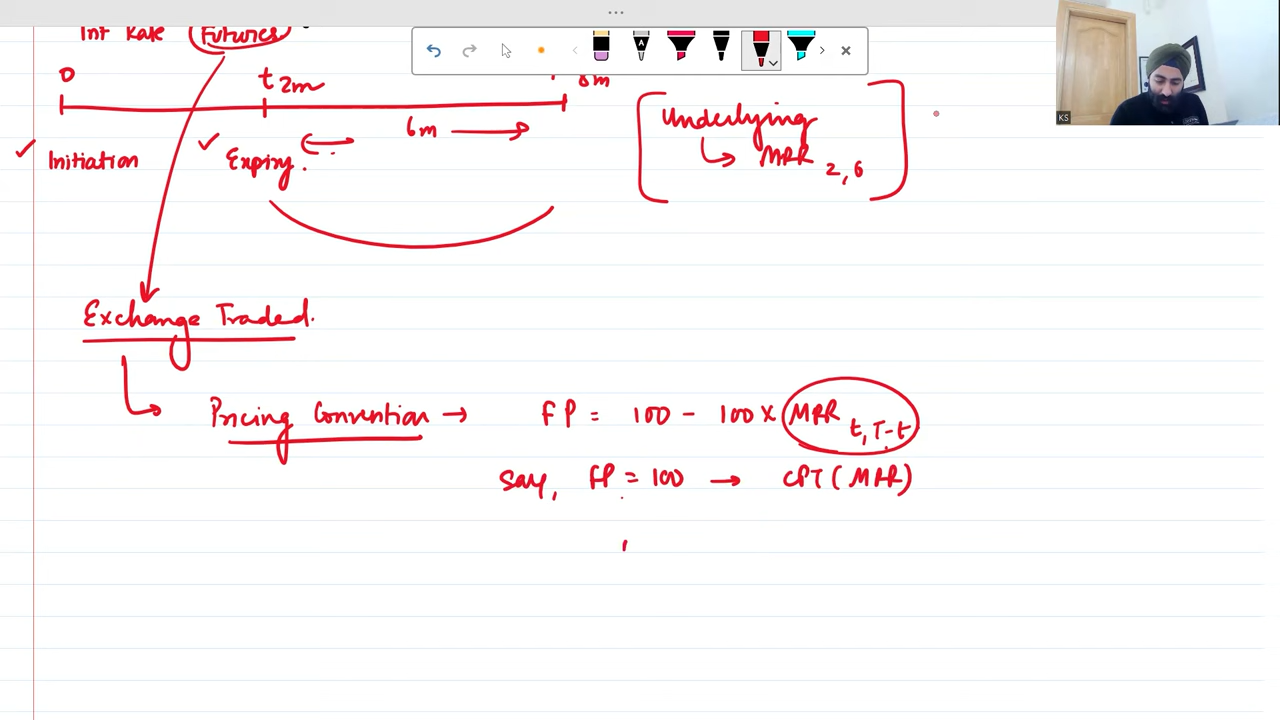 Int Rate Futures
0 t 2m 8m
6m
Initiation Expiry.
Underlying
MRR 2,6
Exchange Traded.
Pricing Convention → FP = 100 - 100 x MRR t,T-t
Say, FP = 100 → CPT (MRR)
KS
A